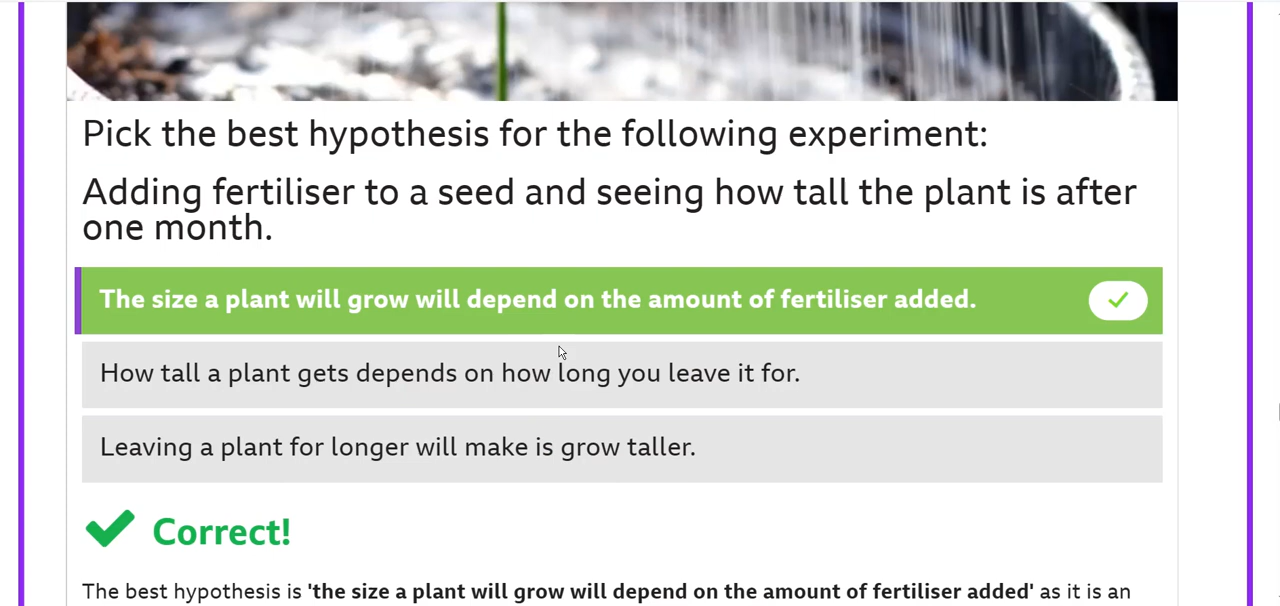 Pick the best hypothesis for the following experiment:
Adding fertiliser to a seed and seeing how tall the plant is after
one month.
The size a plant will grow will depend on the amount of fertiliser added.
How tall a plant gets depends on how long you leave it for.
Leaving a plant for longer will make is grow taller.
Correct!
The best hypothesis is 'the size a plant will grow will depend on the amount of fertiliser added' as it is an